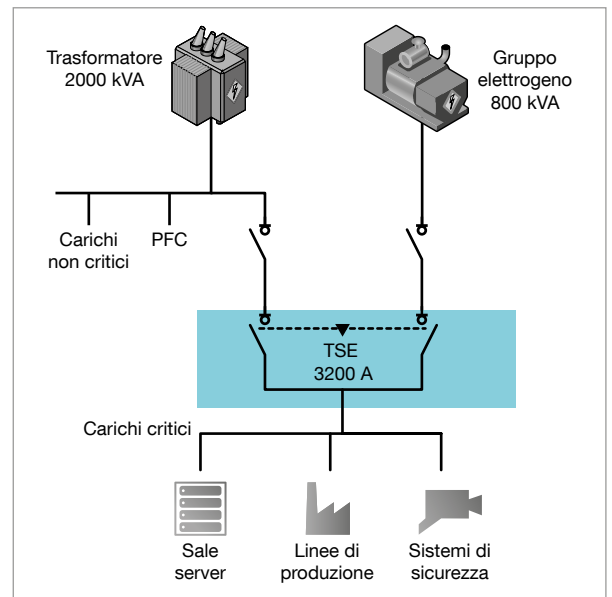 Trasformatore
2000 kVA
Gruppo
elettrogeno
800 kVA
Carichi
non critici
PFC
TSE
3200 A
Carichi critici
Sale
server
Linee di
produzione
Sistemi di
sicurezza